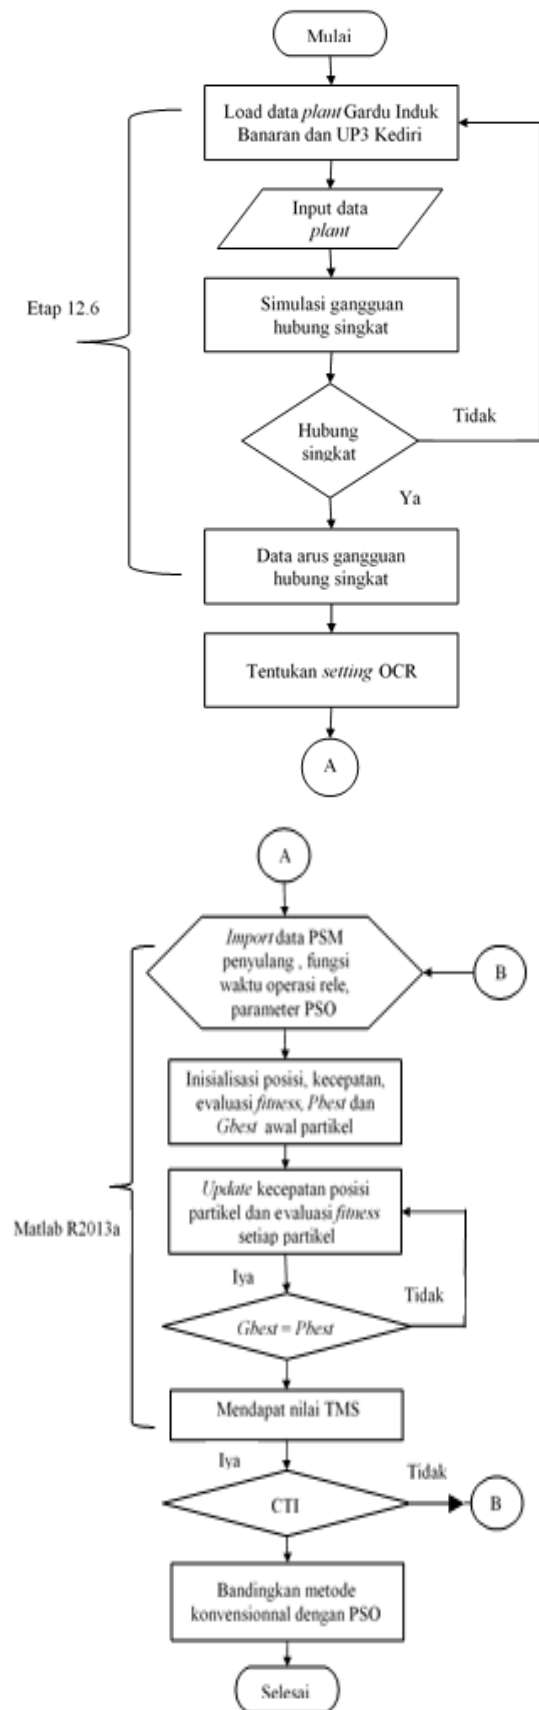 Mulai
Load data plant Gardu Induk
Banaran dan UP3 Kediri
Input data
plant
Simulasi gangguan
hubung singkat
Etap 12.6
Hubung
singkat
Tidak
Ya
Data arus gangguan
hubung singkat
Tentukan setting OCR
A
A
Import data PSM
penyulang , fungsi
waktu operasi rele,
parameter PSO
B
Inisialisasi posisi, kecepatan,
evaluasi fitness, Pbest dan
Gbest awal partikel
Update kecepatan posisi
partikel dan evaluasi fitness
setiap partikel
Matlab R2013a
Iya
Tidak
Gbest = Pbest
Mendapat nilai TMS
Iya
Tidak
CTI
B
Bandingkan metode
konvensionnal dengan PSO
Selesai